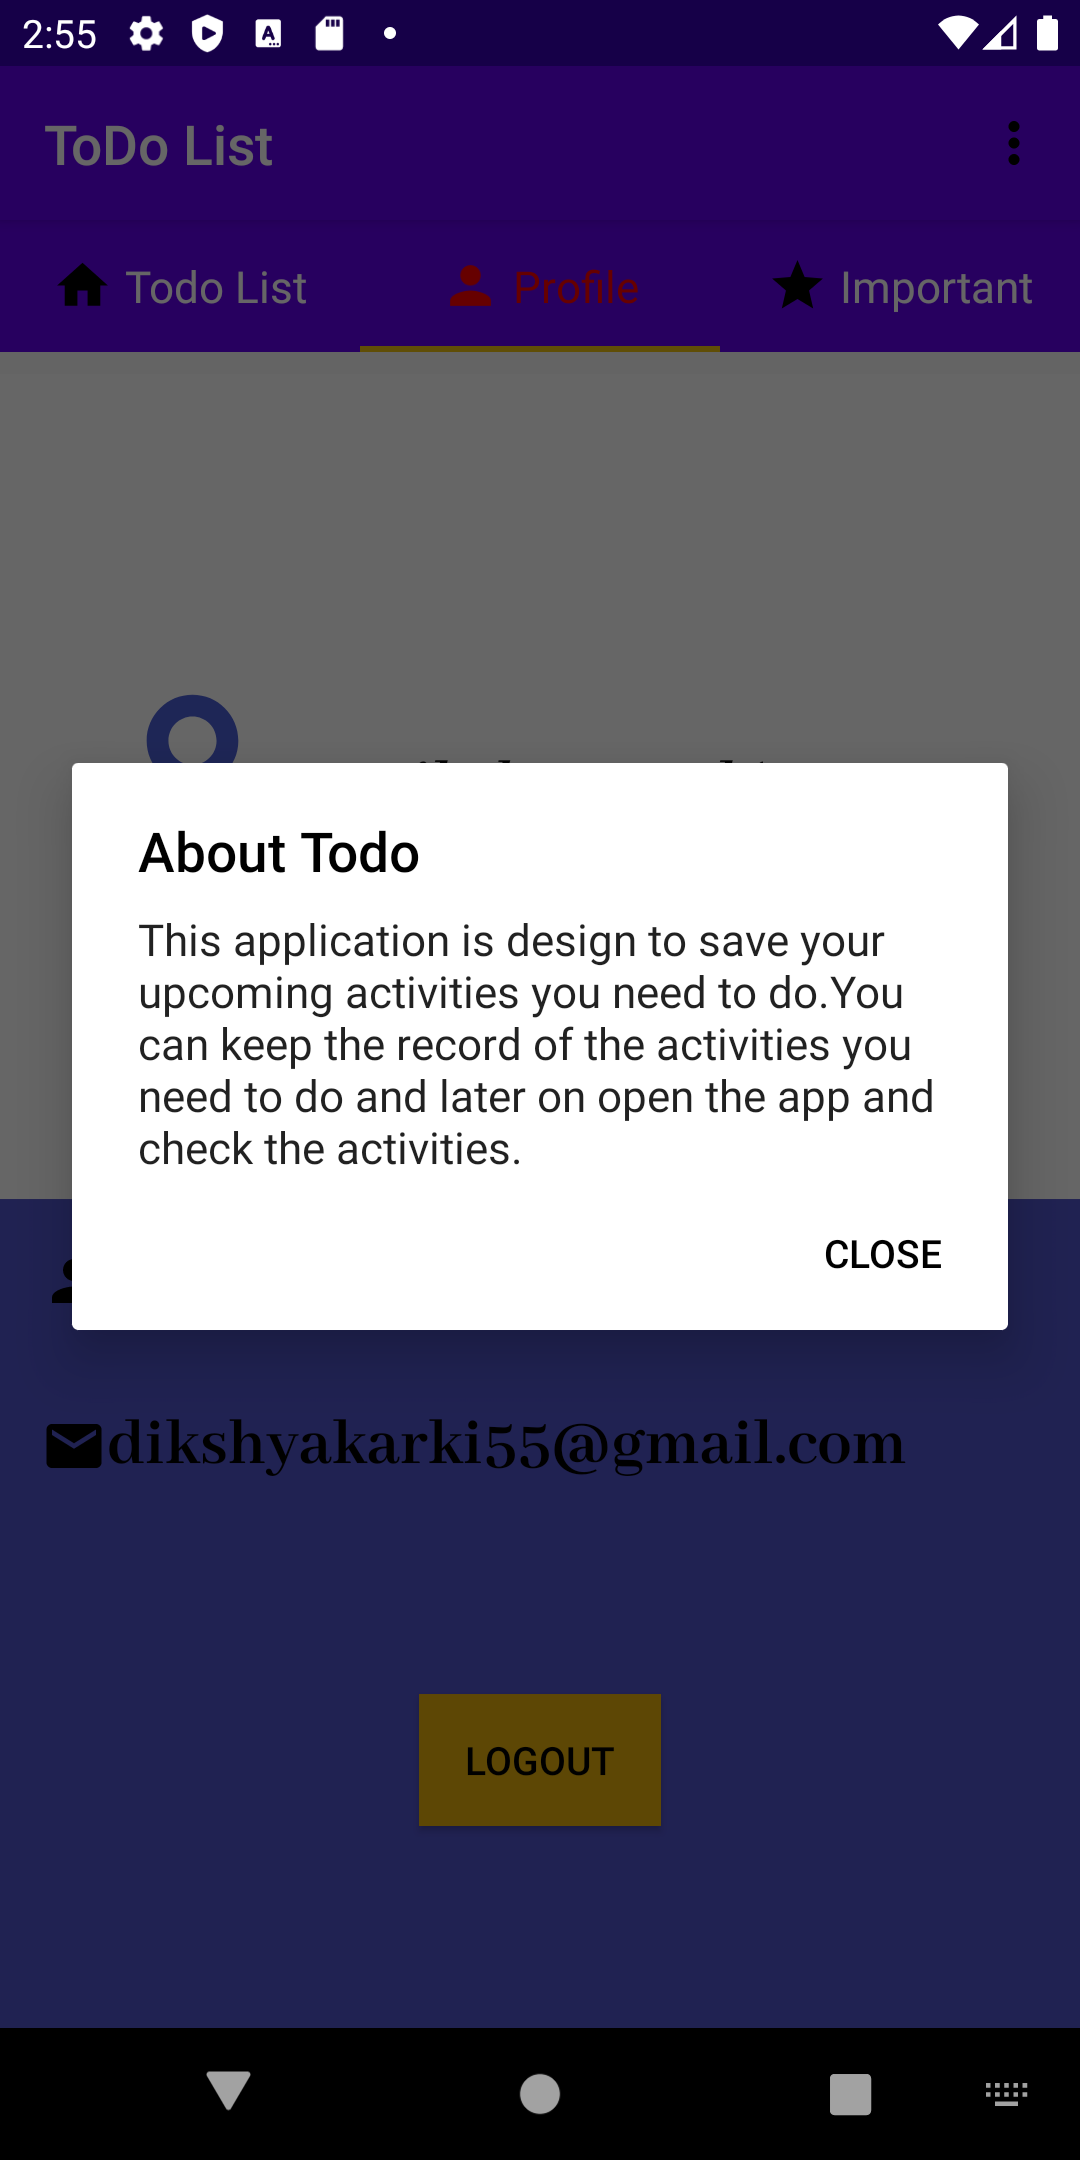 2:55
ToDo List
Todo List
Profile
Important
About Todo
This application is design to save your
upcoming activities you need to do.You
can keep the record of the activities you
need to do and later on open the app and
check the activities.
CLOSE
dikshyakarki55@gmail.com
LOGOUT